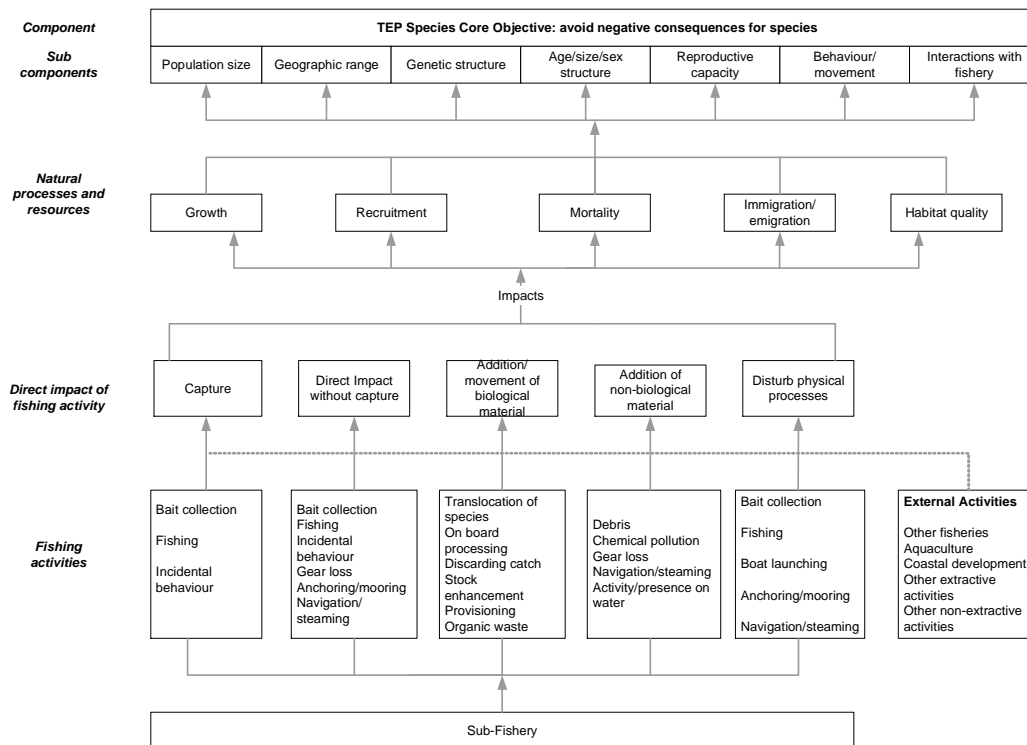 Component
TEP Species Core Objective: avoid negative consequences for species
Sub
components
Population size
Geographic range
Genetic structure
Age/size/sex
structure
Reproductive
capacity
Behaviour/
movement
Interactions with
fishery
Natural
processes and
resources
Growth
Recruitment
Mortality
Immigration/
emigration
Habitat quality
Impacts
Direct impact of
fishing activity
Capture
Direct Impact
without capture
Addition/
movement of
biological
material
Addition of
non-biological
material
Disturb physical
processes
Fishing
activities
Bait collection
Fishing
Incidental
behaviour
Bait collection
Fishing
Incidental
behaviour
Gear loss
Anchoring/mooring
Navigation/
steaming
Translocation of
species
On board
processing
Discarding catch
Stock
enhancement
Provisioning
Organic waste
Debris
Chemical pollution
Gear loss
Navigation/steaming
Activity/presence on
water
Bait collection
Fishing
Boat launching
Anchoring/mooring
Navigation/steaming
External Activities
Other fisheries
Aquaculture
Coastal development
Other extractive
activities
Other non-extractive
activities
Sub-Fishery